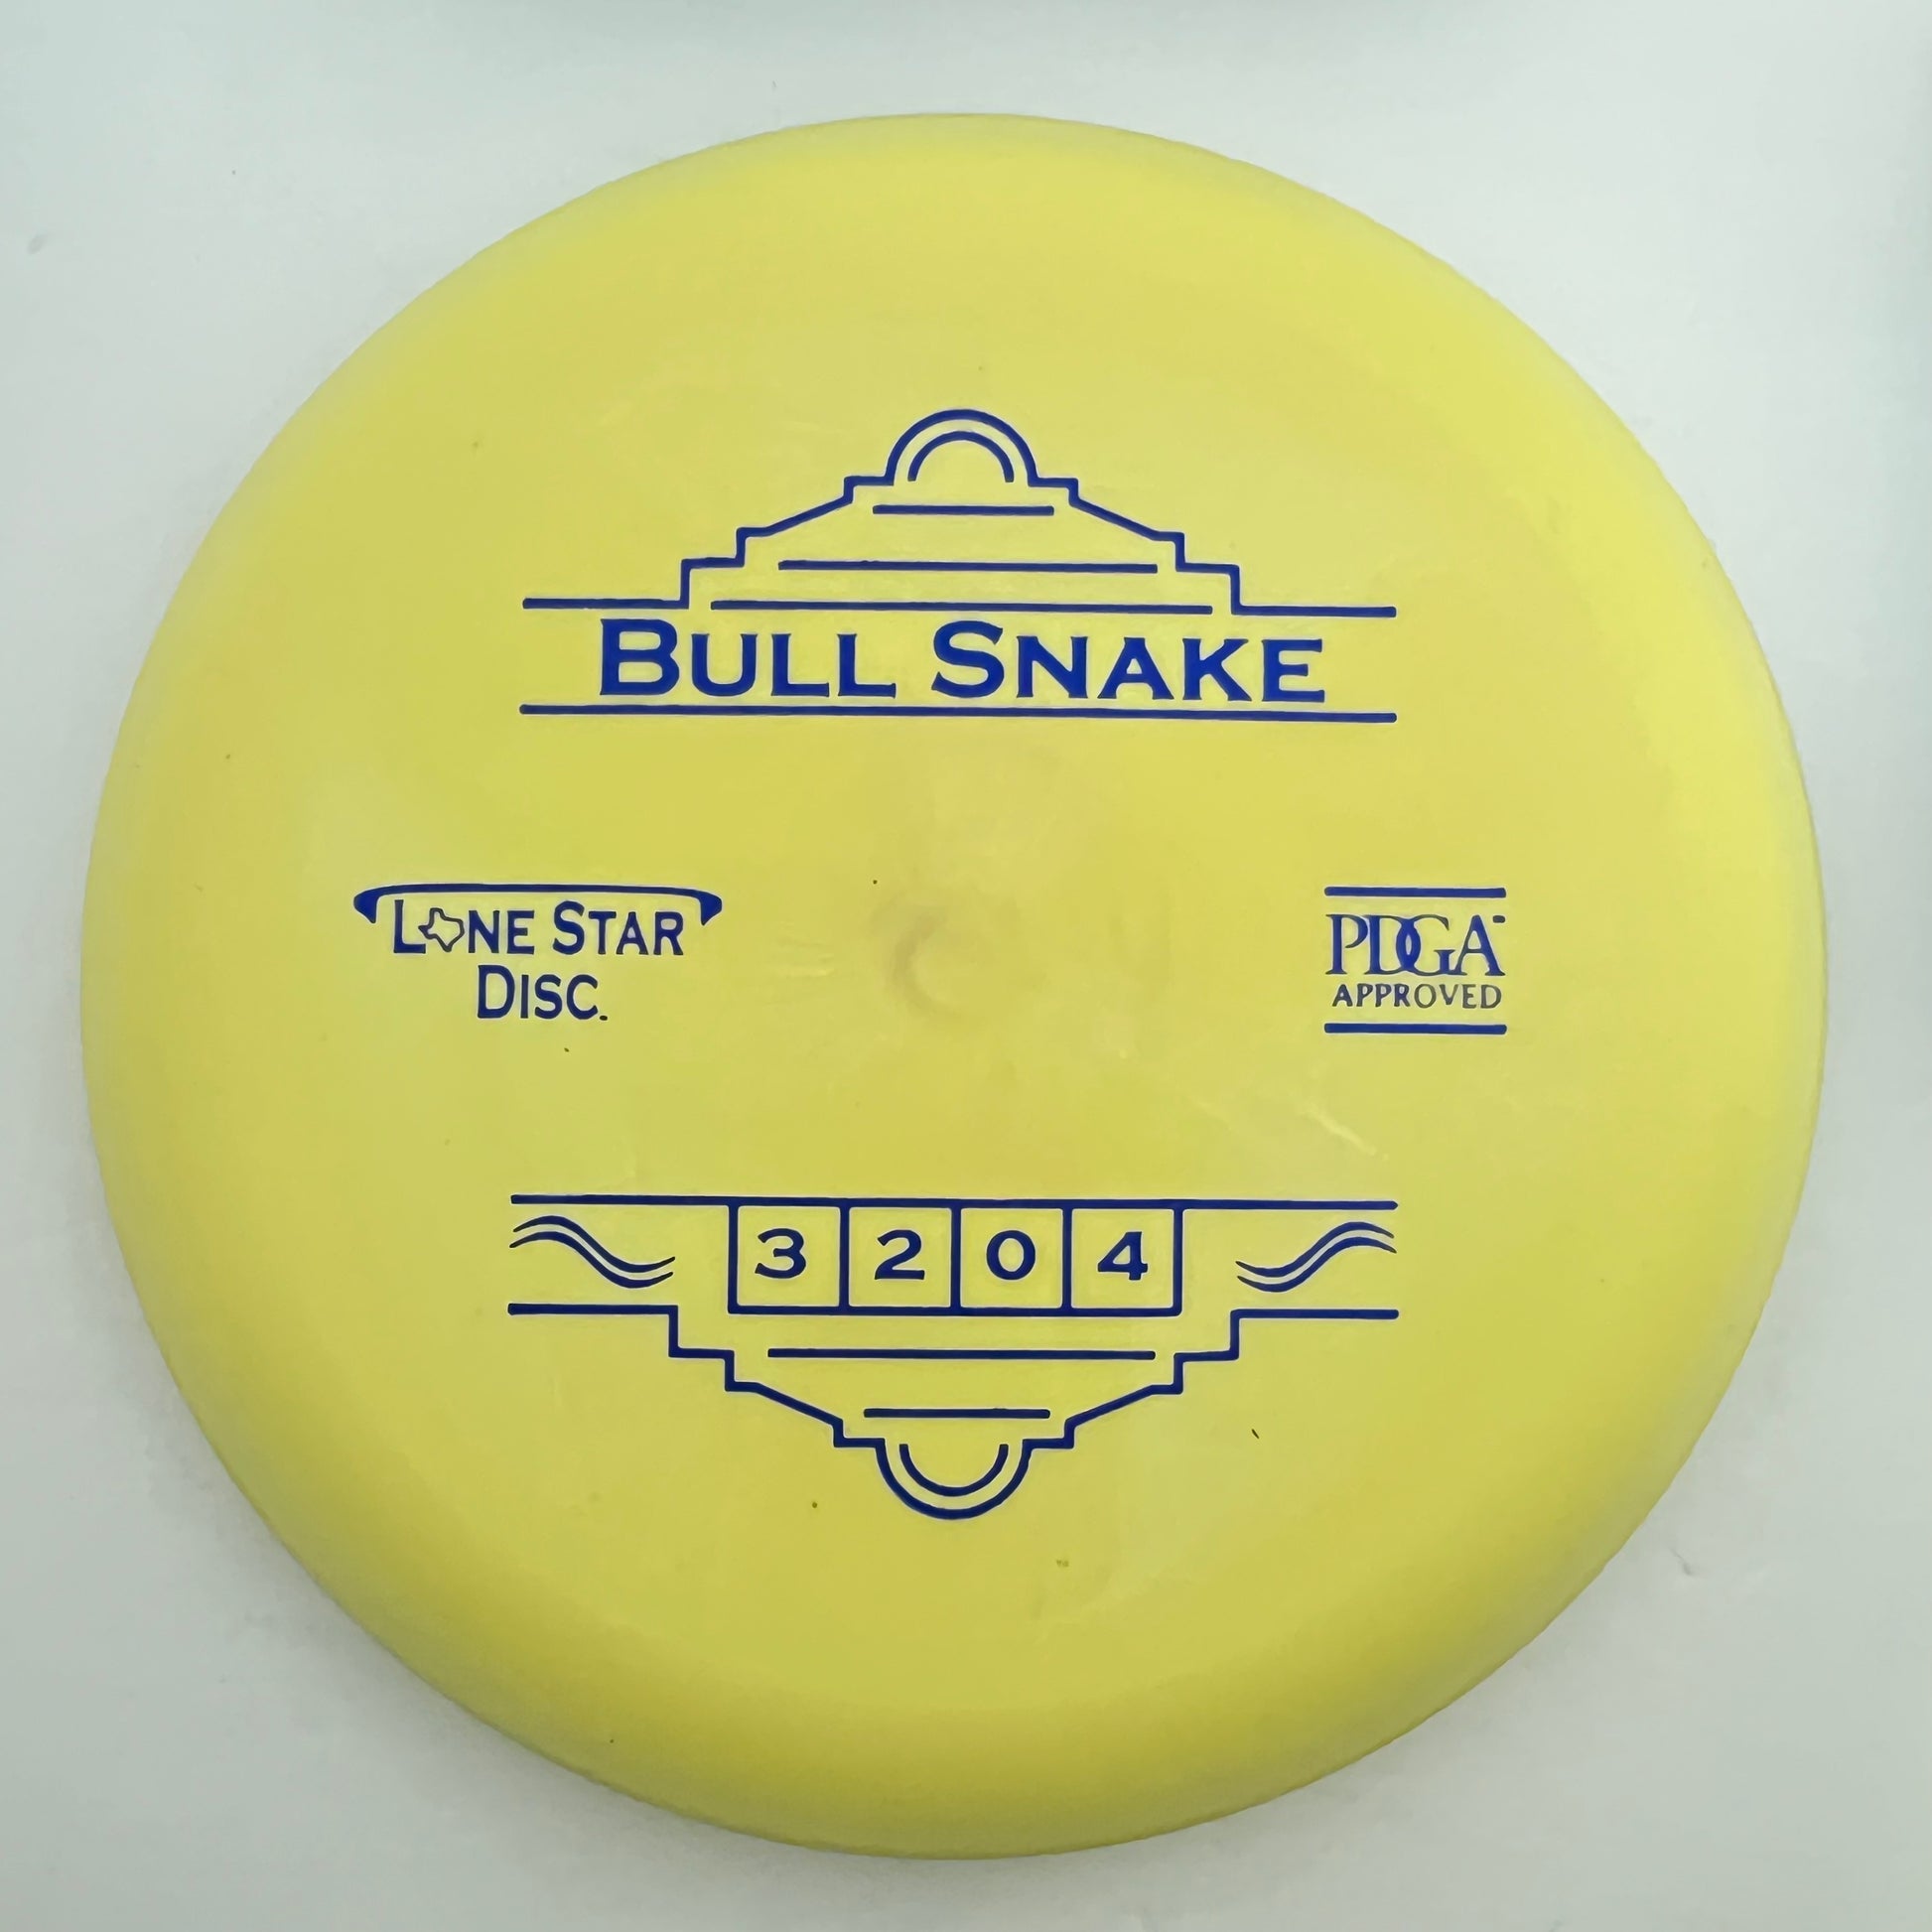 BULL SNAKE
LONE STAR
DISC.
PDGA
APPROVED
3 2 0 4